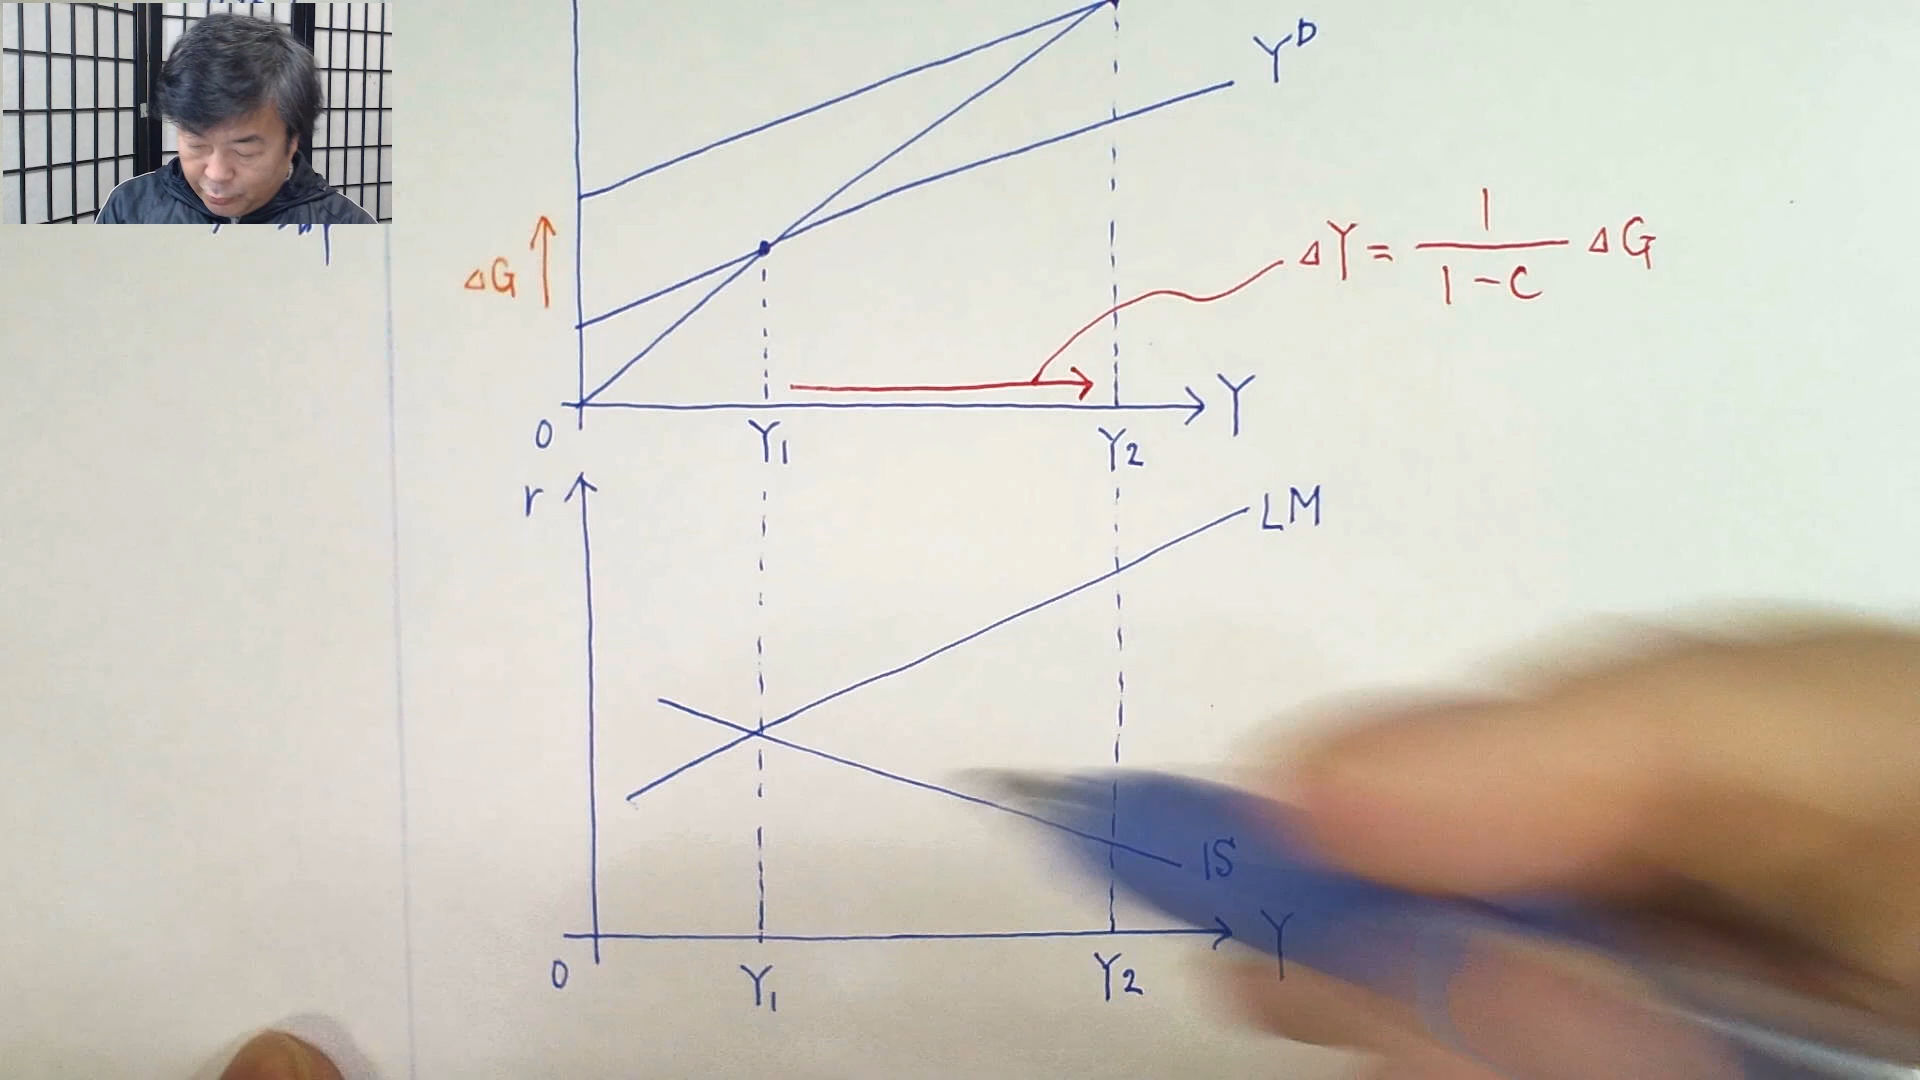 Y^D
ΔG ↑
ΔY = 1/(1-C) ΔG
Y
0
Y₁
Y₂
r
LM
IS
Y
0
Y₁
Y₂